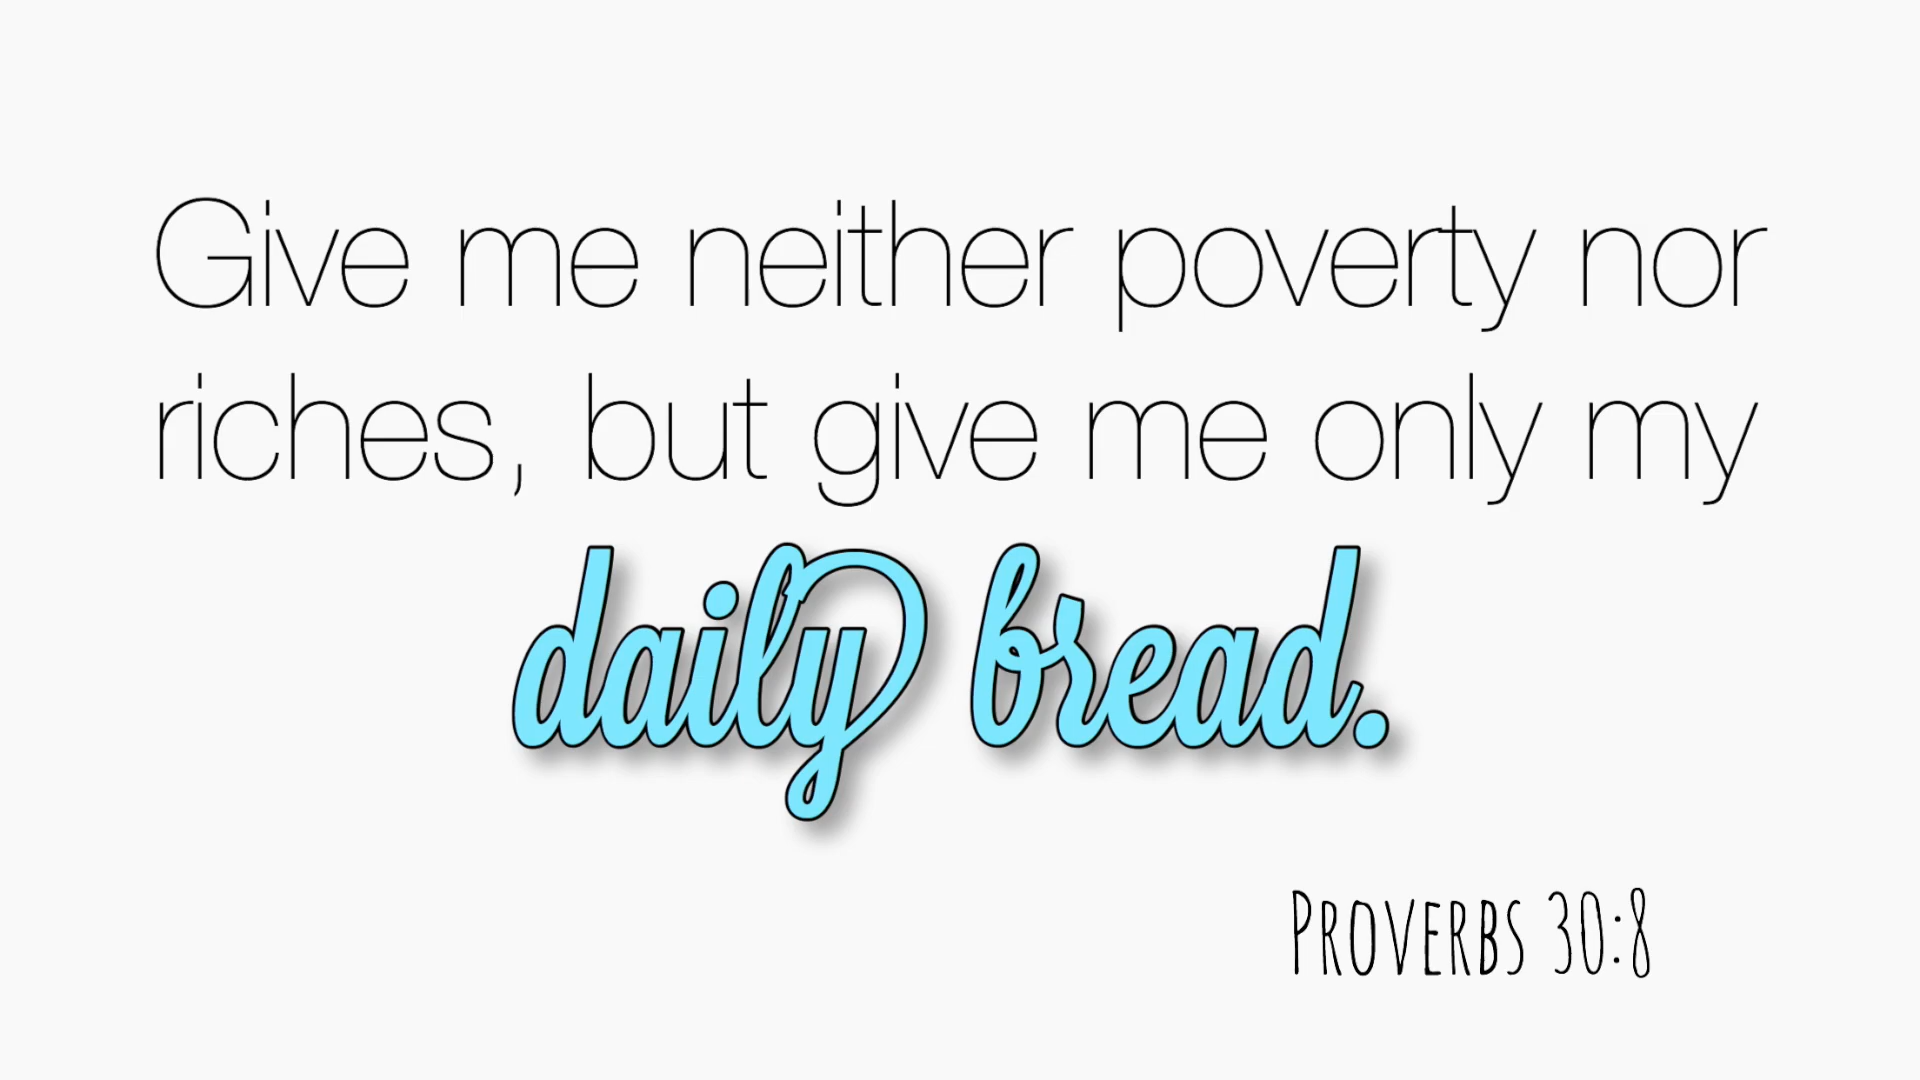 Give me neither poverty nor
riches, but give me only my
daily bread.
Proverbs 30:8